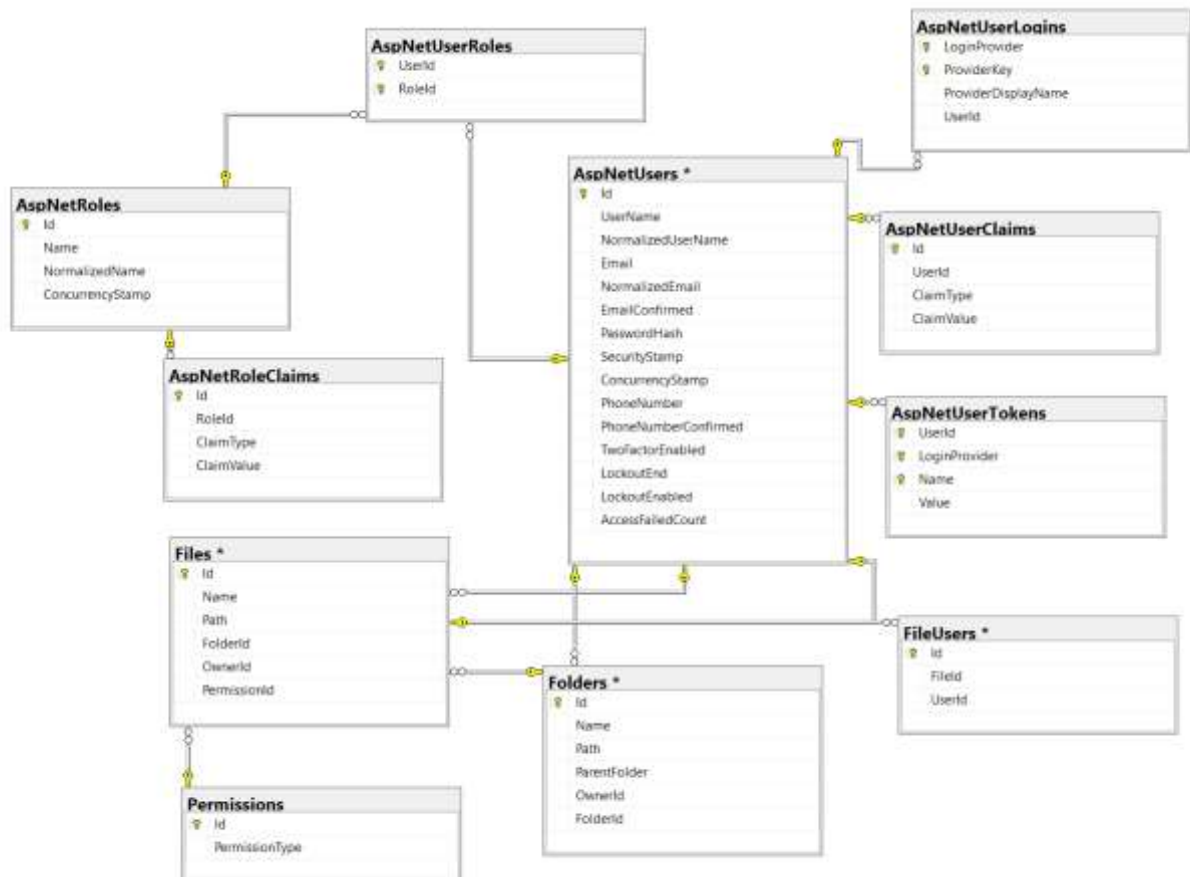 AspNetUserRoles
UserId
RoleId
AspNetUserLogins
LoginProvider
ProviderKey
ProviderDisplayName
UserId
AspNetUsers *
Id
UserName
NormalizedUserName
Email
NormalizedEmail
EmailConfirmed
PasswordHash
SecurityStamp
ConcurrencyStamp
PhoneNumber
PhoneNumberConfirmed
TwoFactorEnabled
LockoutEnd
LockoutEnabled
AccessFailedCount
AspNetRoles
Id
Name
NormalizedName
ConcurrencyStamp
AspNetUserClaims
Id
UserId
ClaimType
ClaimValue
AspNetRoleClaims
Id
RoleId
ClaimType
ClaimValue
AspNetUserTokens
UserId
LoginProvider
Name
Value
Files *
Id
Name
Path
FolderId
OwnerId
PermissionId
FileUsers *
Id
FileId
UserId
Folders *
Id
Name
Path
ParentFolder
OwnerId
FolderId
Permissions
Id
PermissionType